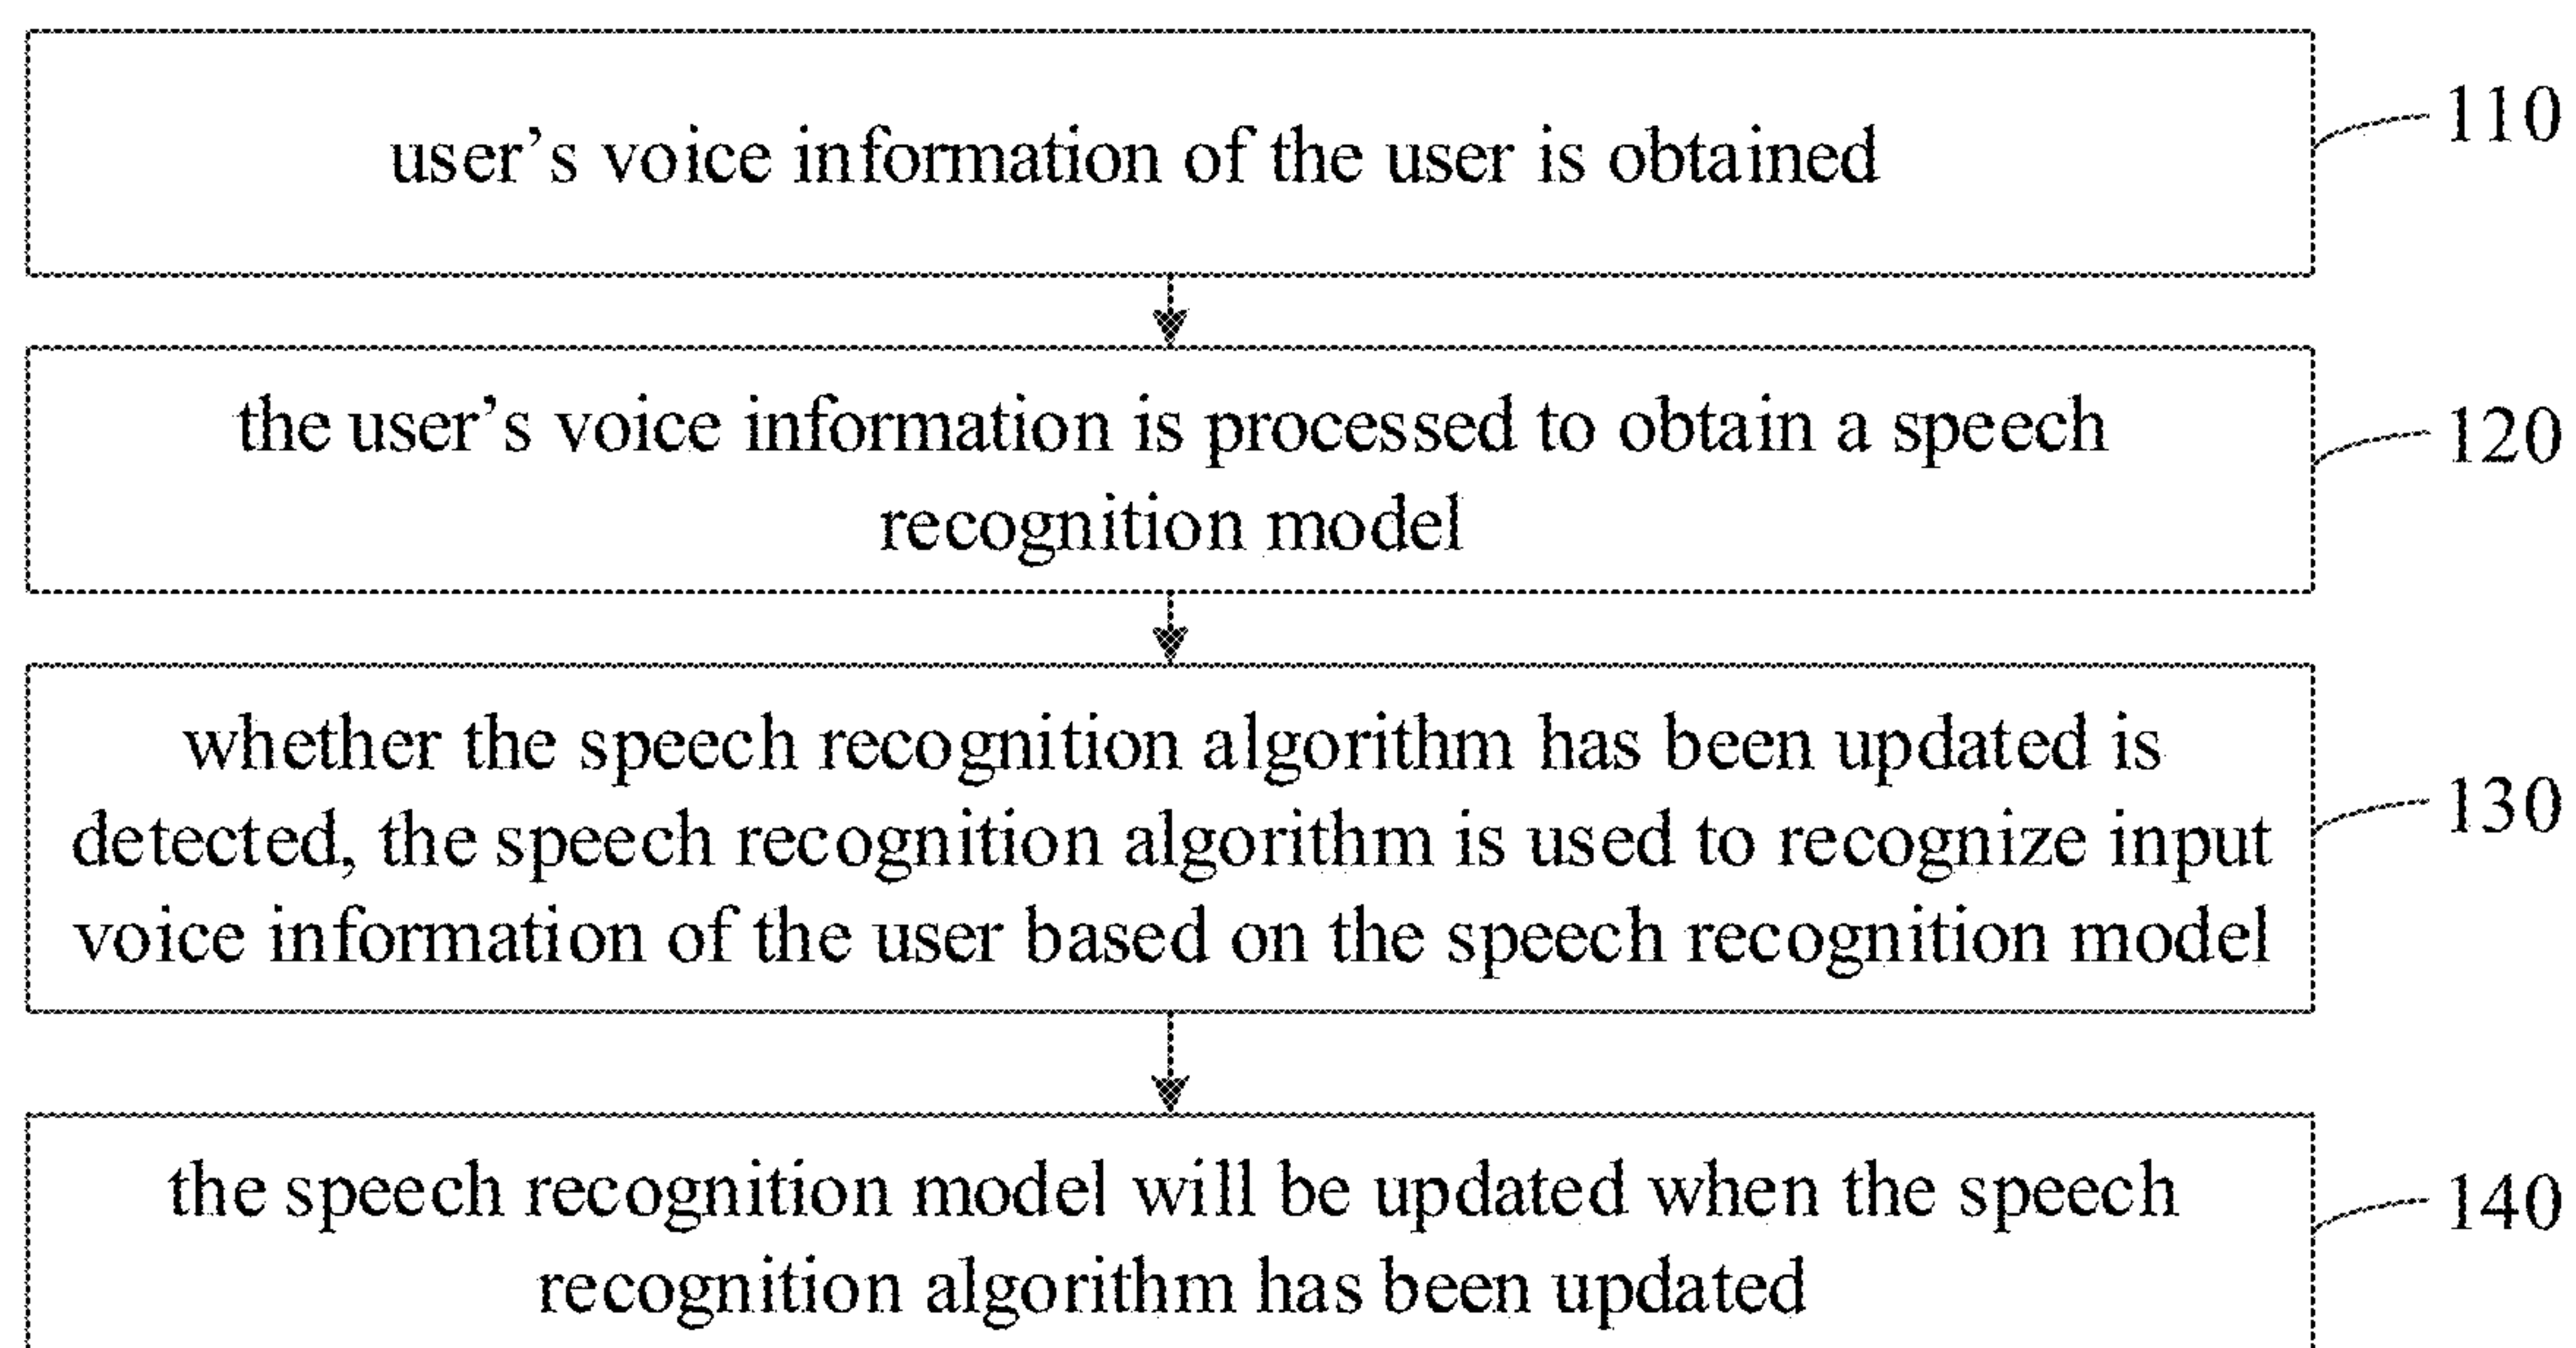 user’s voice information of the user is obtained
110
the user’s voice information is processed to obtain a speech
recognition model
120
whether the speech recognition algorithm has been updated is
detected, the speech recognition algorithm is used to recognize input
voice information of the user based on the speech recognition model
130
the speech recognition model will be updated when the speech
recognition algorithm has been updated
140